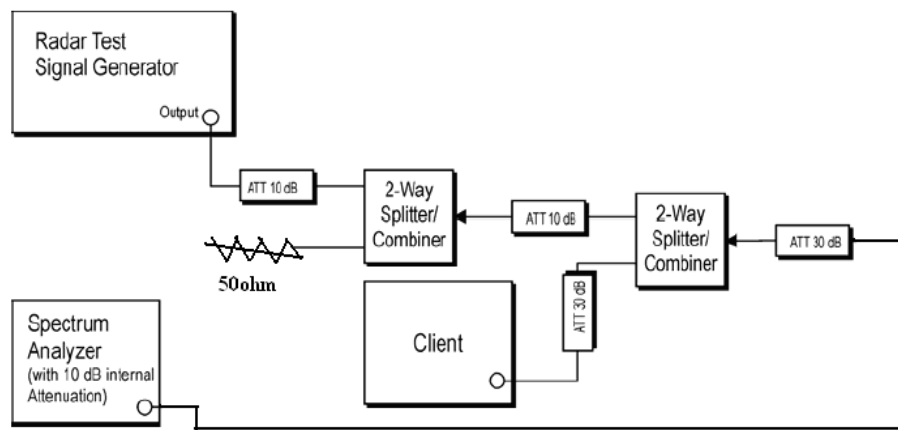 Radar Test
Signal Generator
Output
ATT 10 dB
2-Way
Splitter/
Combiner
ATT 10 dB
2-Way
Splitter/
Combiner
ATT 30 dB
50ohm
ATT 30 dB
Client
Spectrum
Analyzer
(with 10 dB internal
Attenuation)